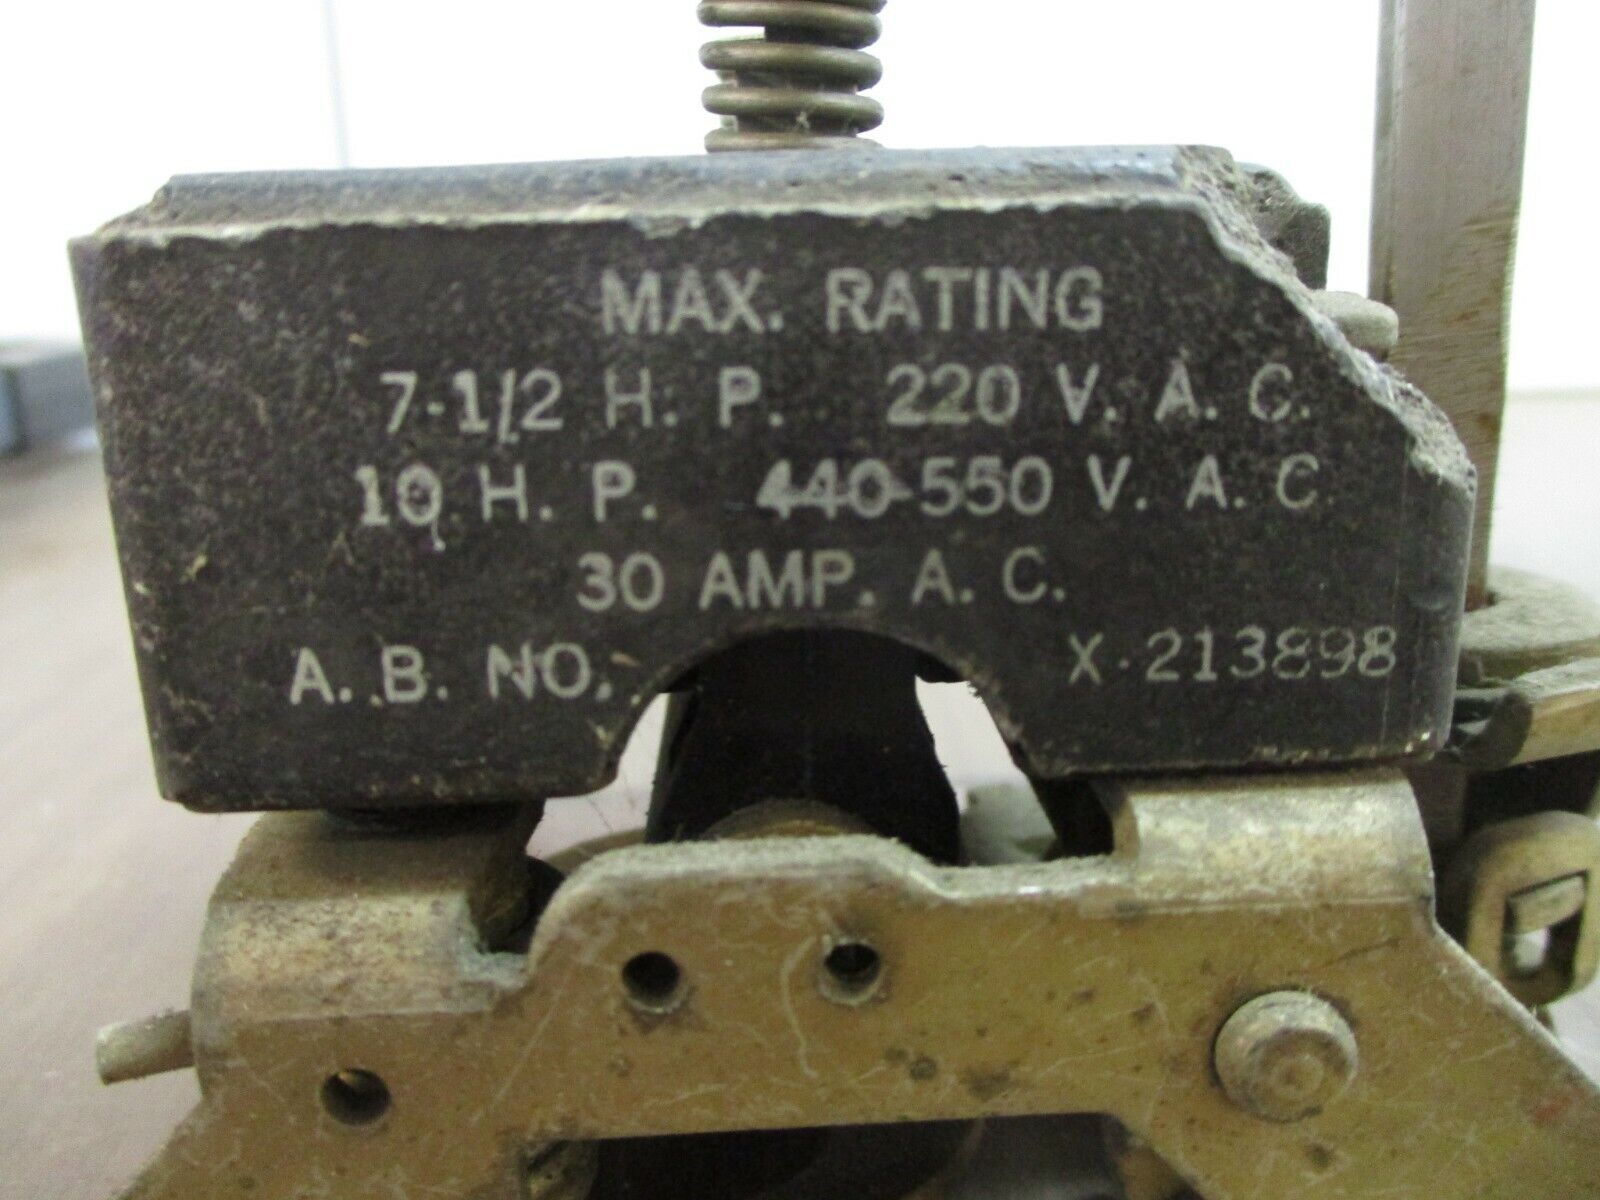 MAX. RATING
7-1/2 H. P. 220 V. A. C.
10 H. P. 440-550 V. A. C.
30 AMP. A. C.
A. B. NO. X-213898